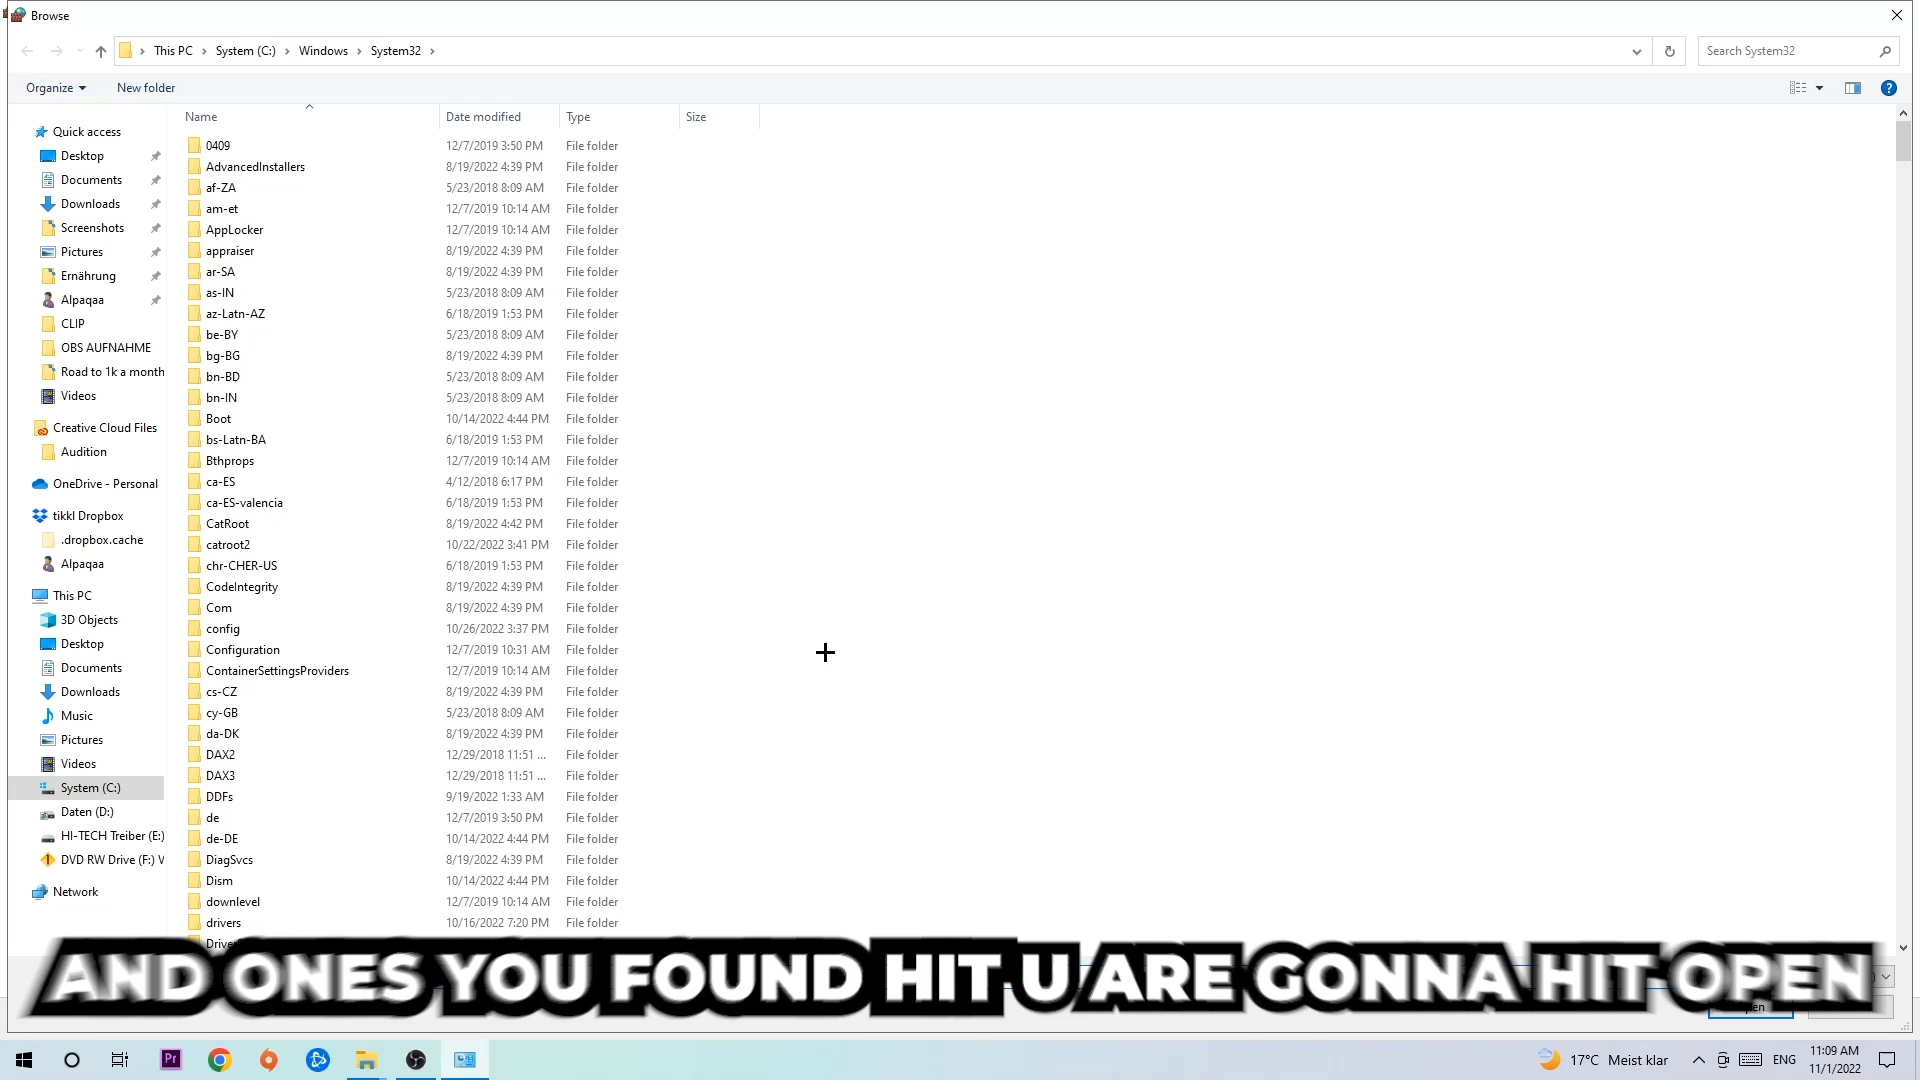 Browse
This PC
System (C:)
Windows
System32
Search System32
Organize
New folder
Name
Date modified
Type
Size
Quick access
Desktop
Documents
Downloads
Screenshots
Pictures
Ernährung
Alpaqaa
CLIP
OBS AUFNAHME
Road to 1k a month
Videos
Creative Cloud Files
Audition
OneDrive - Personal
tikkl Dropbox
.dropbox.cache
Alpaqaa
This PC
3D Objects
Desktop
Documents
Downloads
Music
Pictures
Videos
System (C:)
Daten (D:)
HI-TECH Treiber (E:)
DVD RW Drive (F:) V
Network
0409 12/7/2019 3:50 PM File folder
AdvancedInstallers 8/19/2022 4:39 PM File folder
af-ZA 5/23/2018 8:09 AM File folder
am-et 12/7/2019 10:14 AM File folder
AppLocker 12/7/2019 10:14 AM File folder
appraiser 8/19/2022 4:39 PM File folder
ar-SA 8/19/2022 4:39 PM File folder
as-IN 5/23/2018 8:09 AM File folder
az-Latn-AZ 6/18/2019 1:53 PM File folder
be-BY 5/23/2018 8:09 AM File folder
bg-BG 8/19/2022 4:39 PM File folder
bn-BD 5/23/2018 8:09 AM File folder
bn-IN 5/23/2018 8:09 AM File folder
Boot 10/14/2022 4:44 PM File folder
bs-Latn-BA 6/18/2019 1:53 PM File folder
Bthprops 12/7/2019 10:14 AM File folder
ca-ES 4/12/2018 6:17 PM File folder
ca-ES-valencia 6/18/2019 1:53 PM File folder
CatRoot 8/19/2022 4:42 PM File folder
catroot2 10/22/2022 3:41 PM File folder
chr-CHER-US 6/18/2019 1:53 PM File folder
CodeIntegrity 8/19/2022 4:39 PM File folder
Com 8/19/2022 4:39 PM File folder
config 10/26/2022 3:37 PM File folder
Configuration 12/7/2019 10:31 AM File folder
ContainerSettingsProviders 12/7/2019 10:14 AM File folder
cs-CZ 8/19/2022 4:39 PM File folder
cy-GB 5/23/2018 8:09 AM File folder
da-DK 8/19/2022 4:39 PM File folder
DAX2 12/29/2018 11:51 ... File folder
DAX3 12/29/2018 11:51 ... File folder
DDFs 9/19/2022 1:33 AM File folder
de 12/7/2019 3:50 PM File folder
de-DE 10/14/2022 4:44 PM File folder
DiagSvcs 8/19/2022 4:39 PM File folder
Dism 10/14/2022 4:44 PM File folder
downlevel 12/7/2019 10:14 AM File folder
drivers 10/16/2022 7:20 PM File folder
AND ONES YOU FOUND HIT U ARE GONNA HIT OPEN
Pr
17°C Meist klar
ENG
11:09 AM
11/1/2022